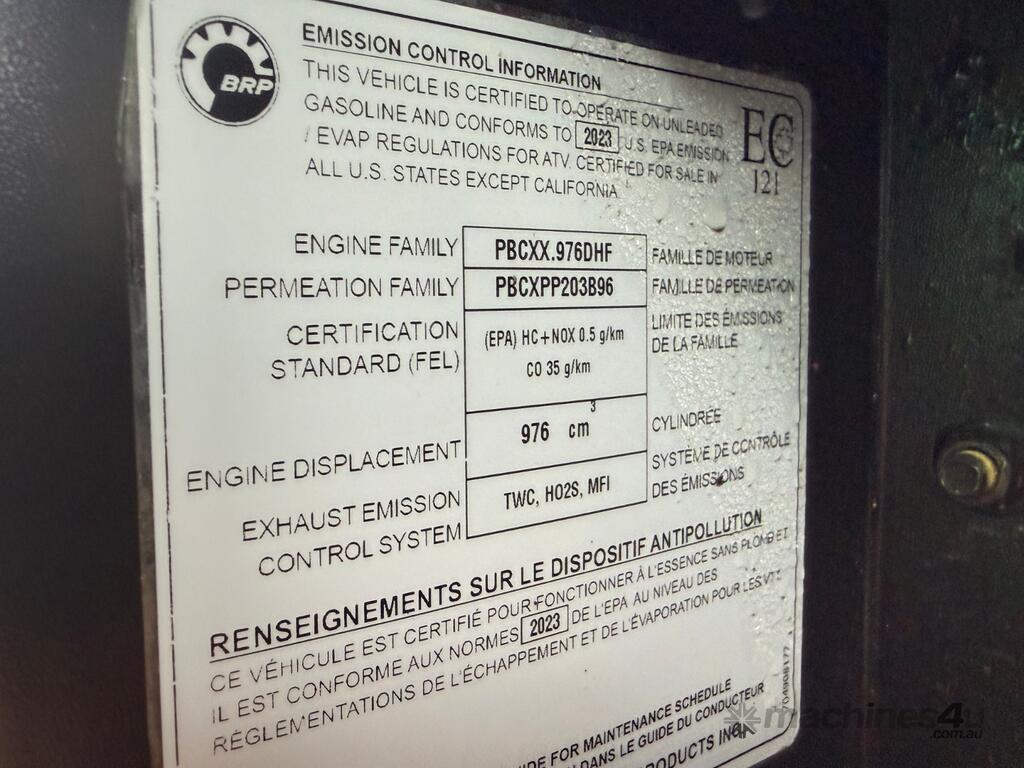 BRP
EMISSION CONTROL INFORMATION
THIS VEHICLE IS CERTIFIED TO OPERATE ON UNLEADED
GASOLINE AND CONFORMS TO 2023 U.S. EPA EMISSION
/ EVAP REGULATIONS FOR ATV. CERTIFIED FOR SALE IN
ALL U.S. STATES EXCEPT CALIFORNIA
EC
121
ENGINE FAMILY PBCXX.976DHF FAMILLE DE MOTEUR
PERMEATION FAMILY PBCXPP203B96 FAMILLE DE PERMEATION
CERTIFICATION (EPA) HC+NOX 0.5 g/km LIMITE DES ÉMISSIONS
STANDARD (FEL) CO 35 g/km DE LA FAMILLE
ENGINE DISPLACEMENT 976 cm³ CYLINDRÉE
EXHAUST EMISSION TWC, HO2S, MFI SYSTÈME DE CONTRÔLE
CONTROL SYSTEM DES ÉMISSIONS
RENSEIGNEMENTS SUR LE DISPOSITIF ANTIPOLLUTION
CE VÉHICULE EST CERTIFIÉ POUR FONCTIONNER À L'ESSENCE SANS PLOMB ET
IL EST CONFORME AUX NORMES 2023 DE L'EPA AU NIVEAU DES
RÉGLEMENTATIONS DE L'ÉCHAPPEMENT ET DE L'ÉVAPORATION POUR LES VTT
FOR MAINTENANCE SCHEDULE
DANS LE GUIDE DU CONDUCTEUR
PRODUCTS INC.
machines4u
.com.au